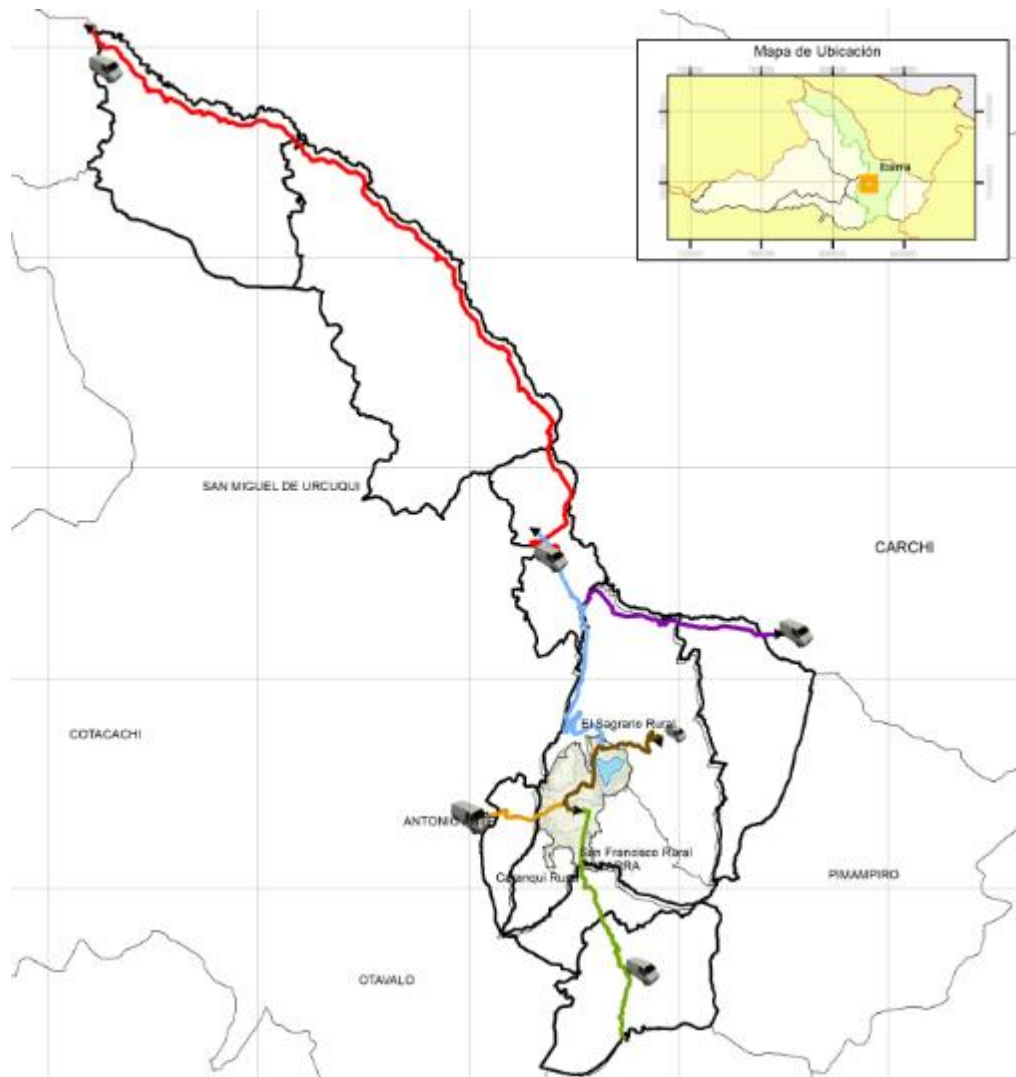 Mapa de Ubicación
Ibarra
SAN MIGUEL DE URCUQUI
CARCHI
El Sagrario Rural
COTACACHI
ANTONIO
San Francisco Rural
Caranqui Rural
PIMAMPIRO
OTAVALO